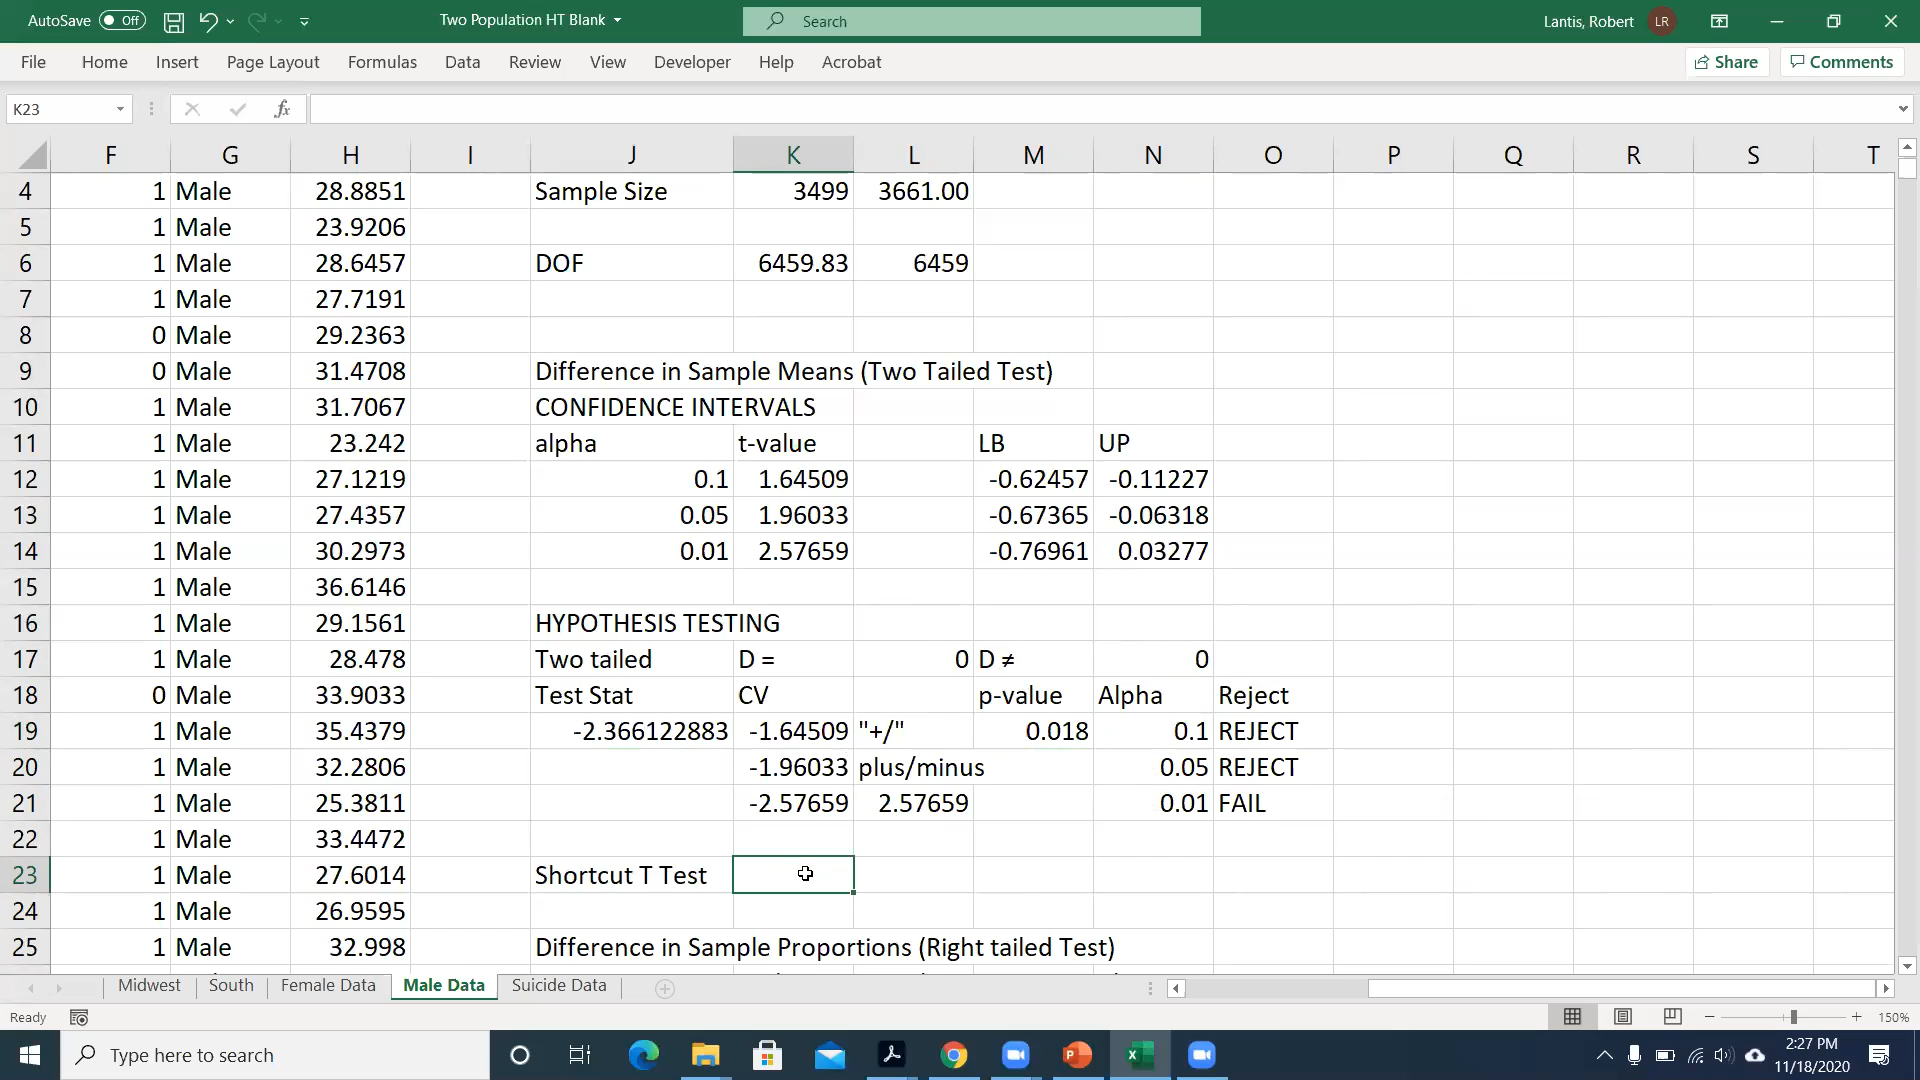 AutoSave Off Two Population HT Blank Search Lantis, Robert LR
File Home Insert Page Layout Formulas Data Review View Developer Help Acrobat Share Comments
K23 fx
F G H I J K L M N O P Q R S T
4 1 Male 28.8851 Sample Size 3499 3661.00
5 1 Male 23.9206
6 1 Male 28.6457 DOF 6459.83 6459
7 1 Male 27.7191
8 0 Male 29.2363
9 0 Male 31.4708 Difference in Sample Means (Two Tailed Test)
10 1 Male 31.7067 CONFIDENCE INTERVALS
11 1 Male 23.242 alpha t-value LB UP
12 1 Male 27.1219 0.1 1.64509 -0.62457 -0.11227
13 1 Male 27.4357 0.05 1.96033 -0.67365 -0.06318
14 1 Male 30.2973 0.01 2.57659 -0.76961 0.03277
15 1 Male 36.6146
16 1 Male 29.1561 HYPOTHESIS TESTING
17 1 Male 28.478 Two tailed D = 0 D ≠ 0
18 0 Male 33.9033 Test Stat CV p-value Alpha Reject
19 1 Male 35.4379 -2.366122883 -1.64509 "+/" 0.018 0.1 REJECT
20 1 Male 32.2806 -1.96033 plus/minus 0.05 REJECT
21 1 Male 25.3811 -2.57659 2.57659 0.01 FAIL
22 1 Male 33.4472
23 1 Male 27.6014 Shortcut T Test
24 1 Male 26.9595
25 1 Male 32.998 Difference in Sample Proportions (Right tailed Test)
Midwest South Female Data Male Data Suicide Data
Ready 150%
Type here to search 2:27 PM
11/18/2020